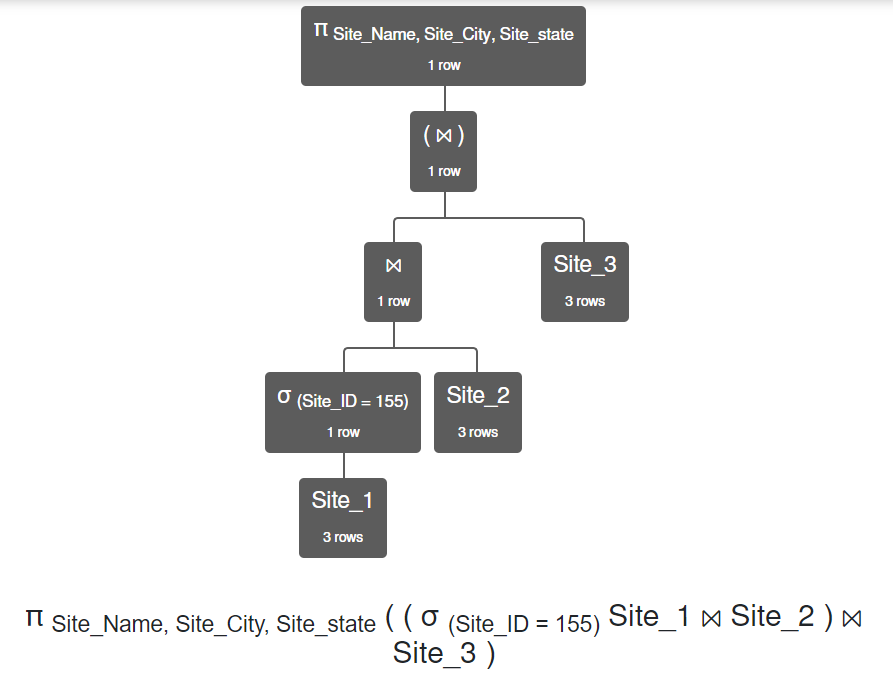 π Site_Name, Site_City, Site_state
1 row
( ⋈ )
1 row
⋈
1 row
Site_3
3 rows
σ (Site_ID = 155)
1 row
Site_2
3 rows
Site_1
3 rows
π Site_Name, Site_City, Site_state ( ( σ (Site_ID = 155) Site_1 ⋈ Site_2 ) ⋈
Site_3 )